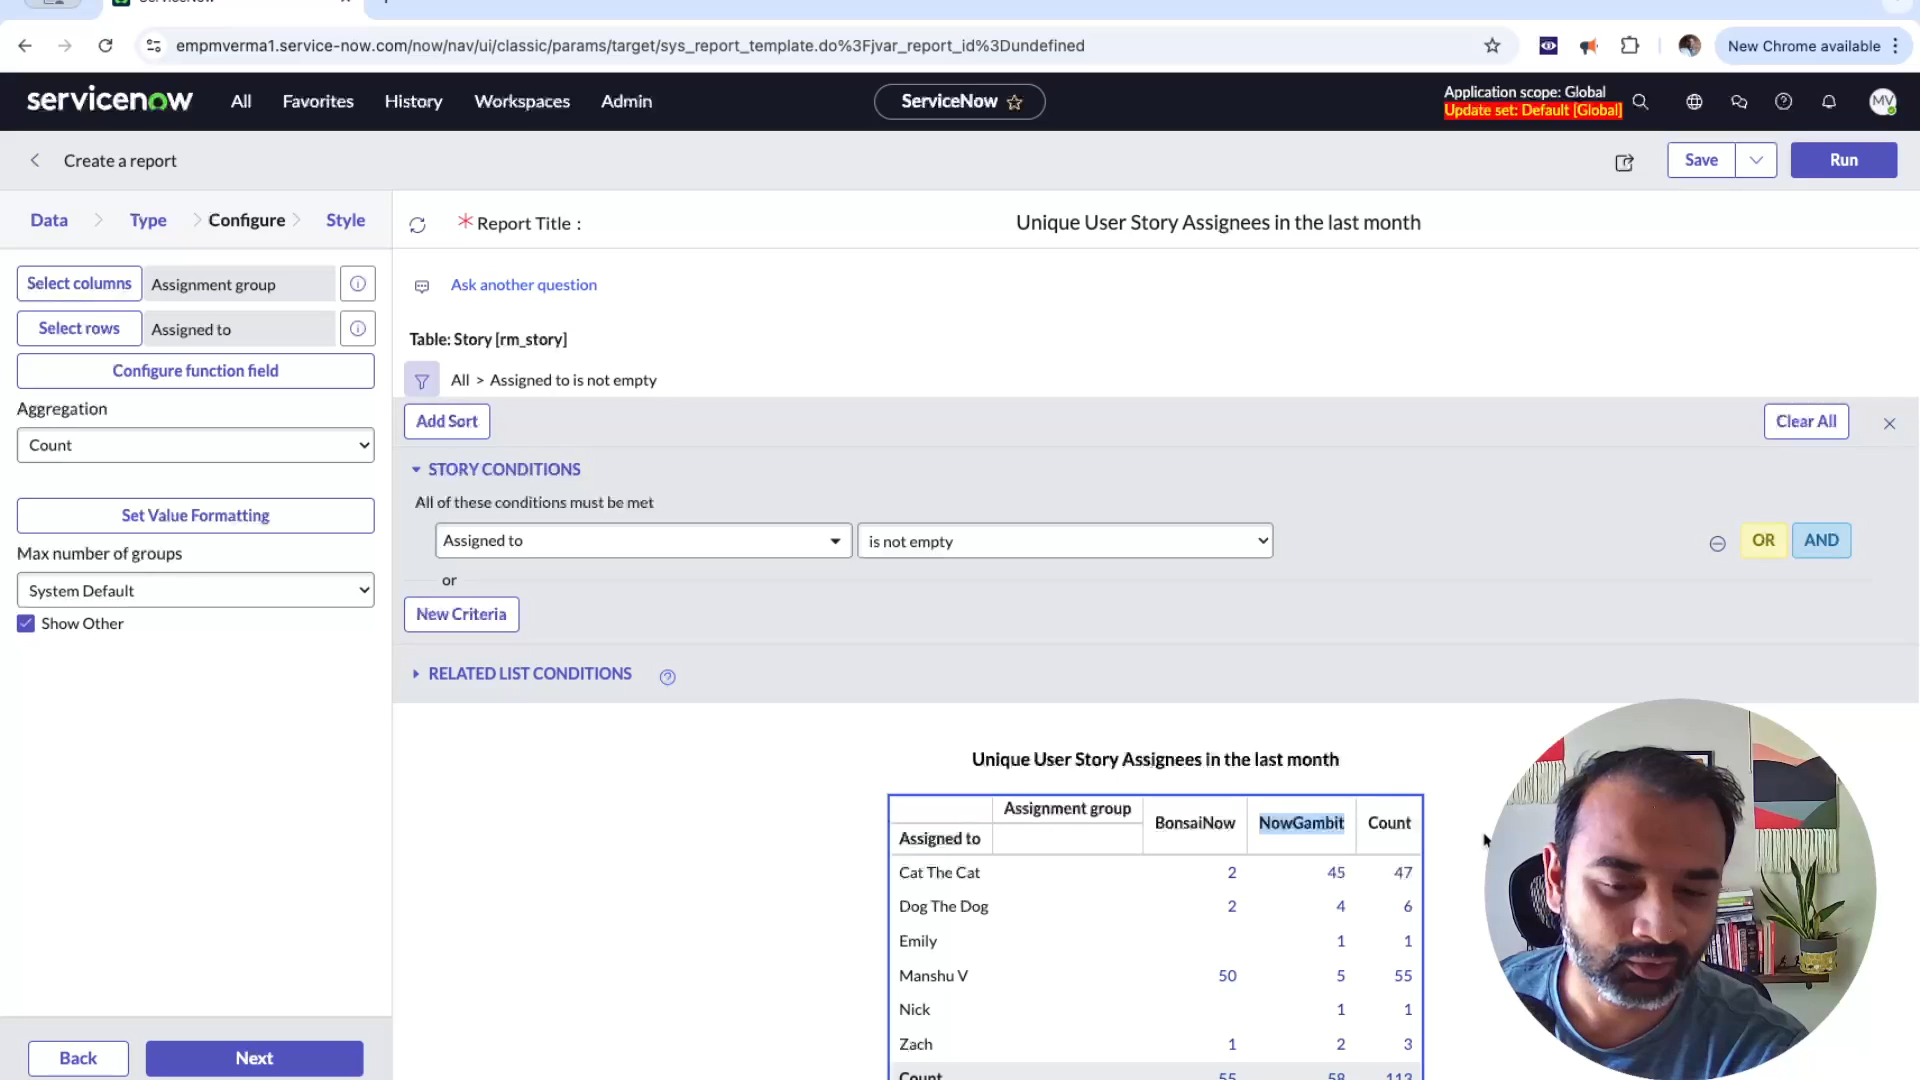 empmverma1.service-now.com/now/nav/ui/classic/params/target/sys_report_template.do%3Fjvar_report_id%3Dundefined
New Chrome available
servicenow
All
Favorites
History
Workspaces
Admin
ServiceNow
Application scope: Global
Update set: Default [Global]
MV
Create a report
Save
Run
Data
Type
Configure
Style
*Report Title :
Unique User Story Assignees in the last month
Select columns
Assignment group
Ask another question
Select rows
Assigned to
Table: Story [rm_story]
Configure function field
All > Assigned to is not empty
Aggregation
Add Sort
Clear All
Count
STORY CONDITIONS
All of these conditions must be met
Set Value Formatting
Assigned to
is not empty
OR
AND
Max number of groups
or
System Default
New Criteria
Show Other
RELATED LIST CONDITIONS
Unique User Story Assignees in the last month
Assignment group
BonsaiNow
NowGambit
Count
Assigned to
Cat The Cat 2 45 47
Dog The Dog 2 4 6
Emily 1 1
Manshu V 50 5 55
Nick 1 1
Zach 1 2 3
Count 55 58 113
Back
Next